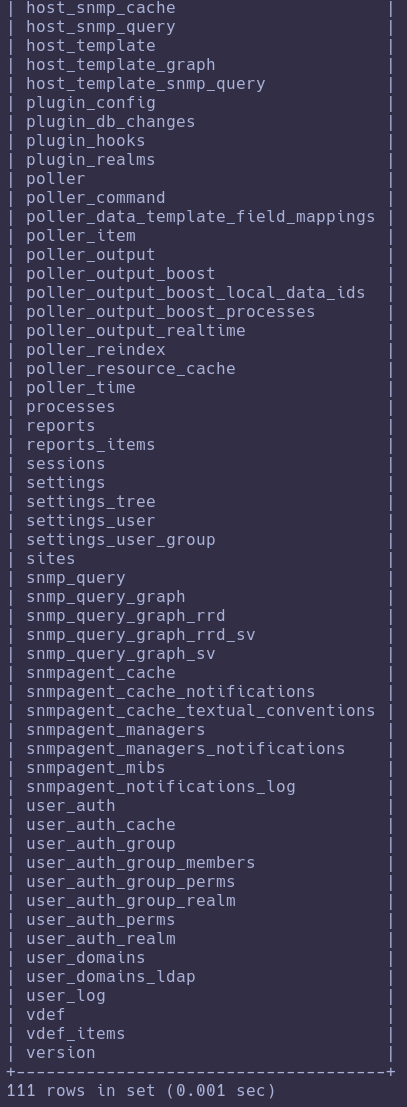 | host_snmp_cache                     |
| host_snmp_query                     |
| host_template                       |
| host_template_graph                 |
| host_template_snmp_query            |
| plugin_config                       |
| plugin_db_changes                   |
| plugin_hooks                        |
| plugin_realms                       |
| poller                              |
| poller_command                      |
| poller_data_template_field_mappings |
| poller_item                         |
| poller_output                       |
| poller_output_boost                 |
| poller_output_boost_local_data_ids  |
| poller_output_boost_processes       |
| poller_output_realtime              |
| poller_reindex                      |
| poller_resource_cache               |
| poller_time                         |
| processes                           |
| reports                             |
| reports_items                       |
| sessions                            |
| settings                            |
| settings_tree                       |
| settings_user                       |
| settings_user_group                 |
| sites                               |
| snmp_query                          |
| snmp_query_graph                    |
| snmp_query_graph_rrd                |
| snmp_query_graph_rrd_sv             |
| snmp_query_graph_sv                 |
| snmpagent_cache                     |
| snmpagent_cache_notifications       |
| snmpagent_cache_textual_conventions |
| snmpagent_managers                  |
| snmpagent_managers_notifications    |
| snmpagent_mibs                      |
| snmpagent_notifications_log         |
| user_auth                           |
| user_auth_cache                     |
| user_auth_group                     |
| user_auth_group_members             |
| user_auth_group_perms               |
| user_auth_group_realm               |
| user_auth_perms                     |
| user_auth_realm                     |
| user_domains                        |
| user_domains_ldap                   |
| user_log                            |
| vdef                                |
| vdef_items                          |
| version                             |
+-------------------------------------+
111 rows in set (0.001 sec)